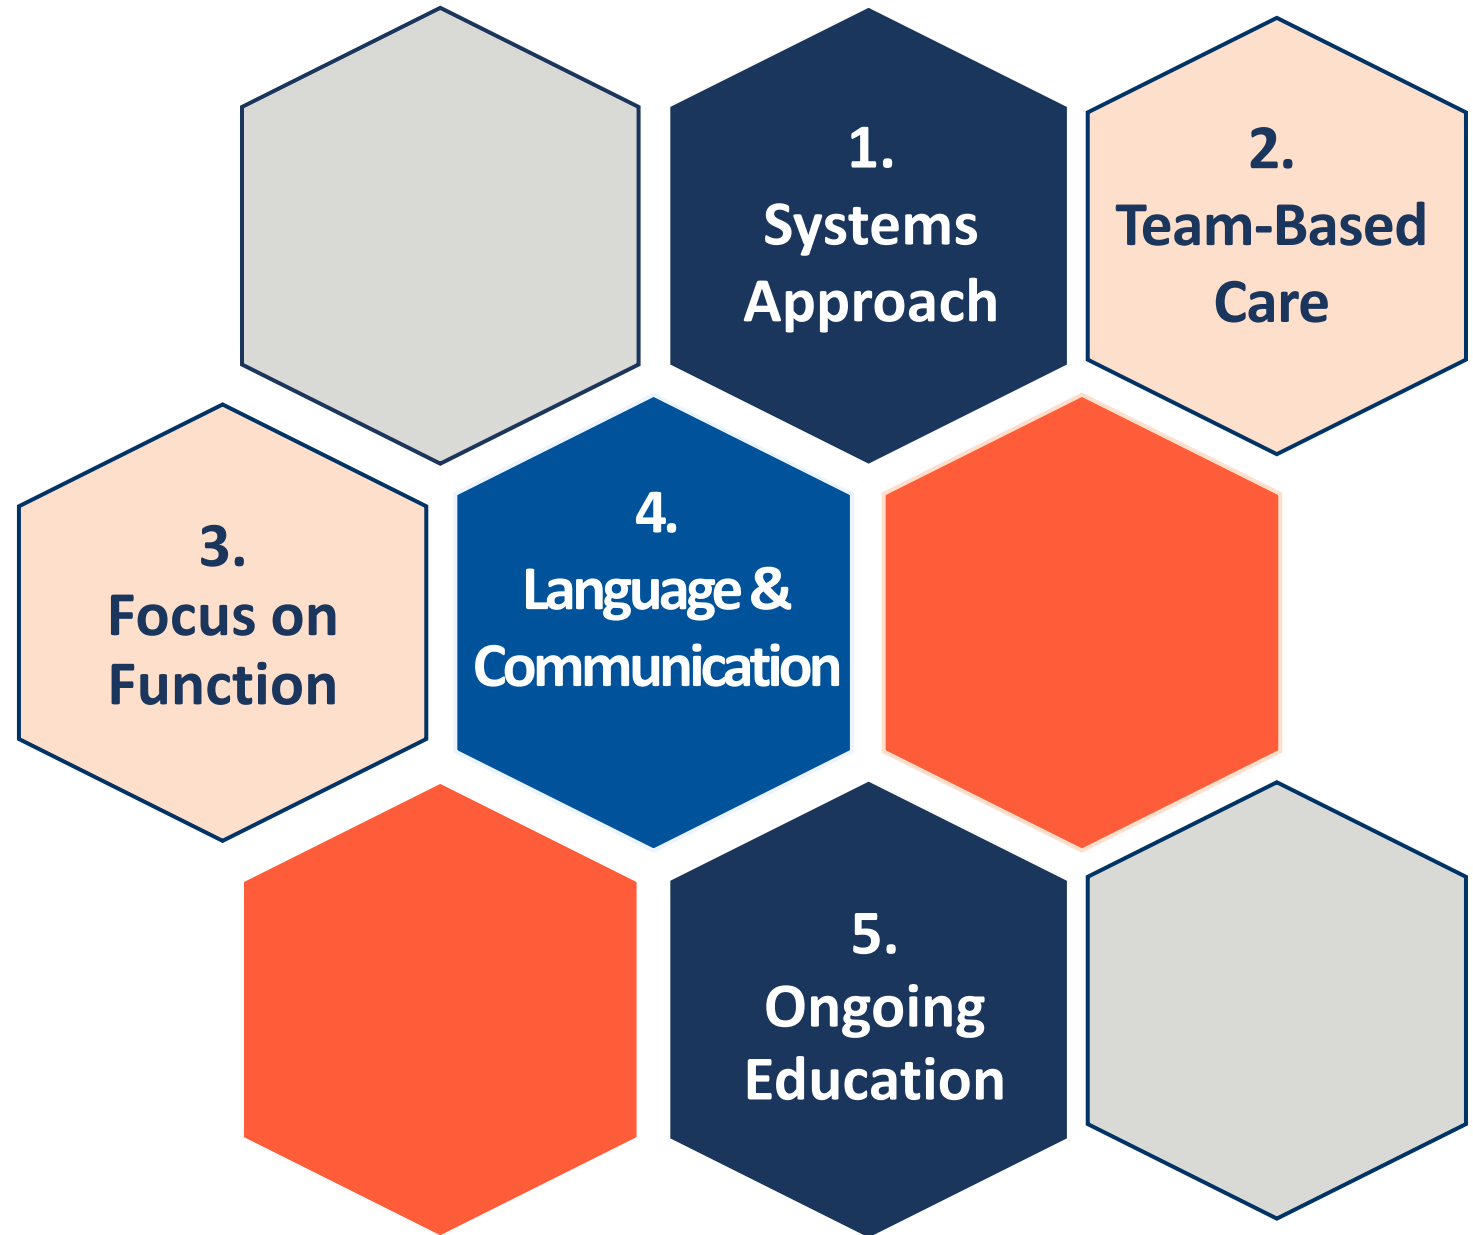 1.
Systems
Approach
2.
Team-Based
Care
3.
Focus on
Function
4.
Language &
Communication
5.
Ongoing
Education